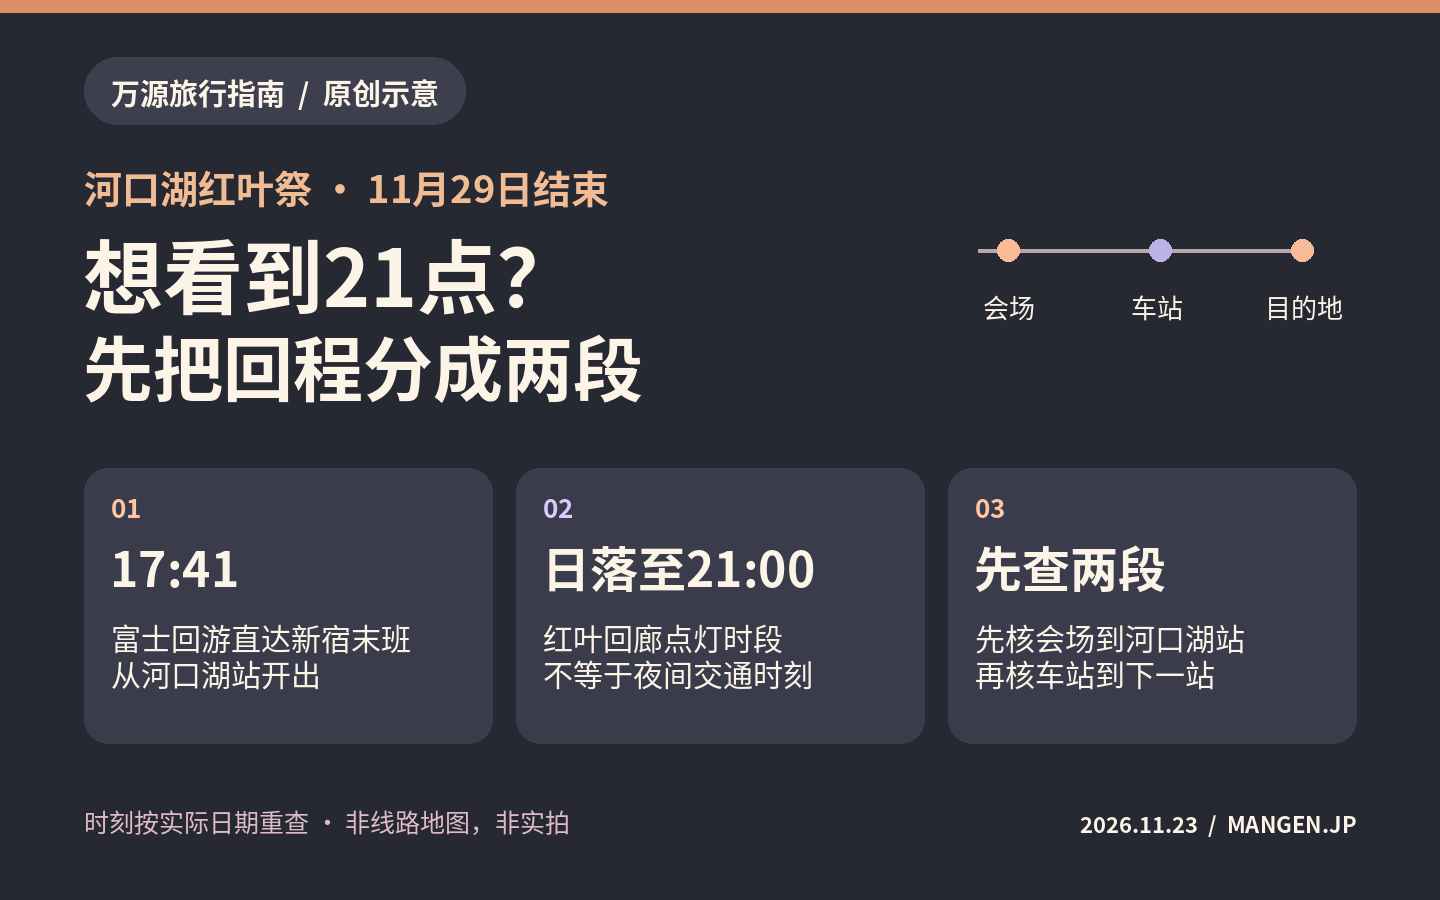 万源旅行指南 / 原创示意
河口湖红叶祭 · 11月29日结束
想看到21点？
先把回程分成两段
会场
车站
目的地
01
17:41
富士回游直达新宿末班
从河口湖站开出
02
日落至21:00
红叶回廊点灯时段
不等于夜间交通时刻
03
先查两段
先核会场到河口湖站
再核车站到下一站
时刻按实际日期重查 · 非线路地图，非实拍
2026.11.23 / MANGEN.JP